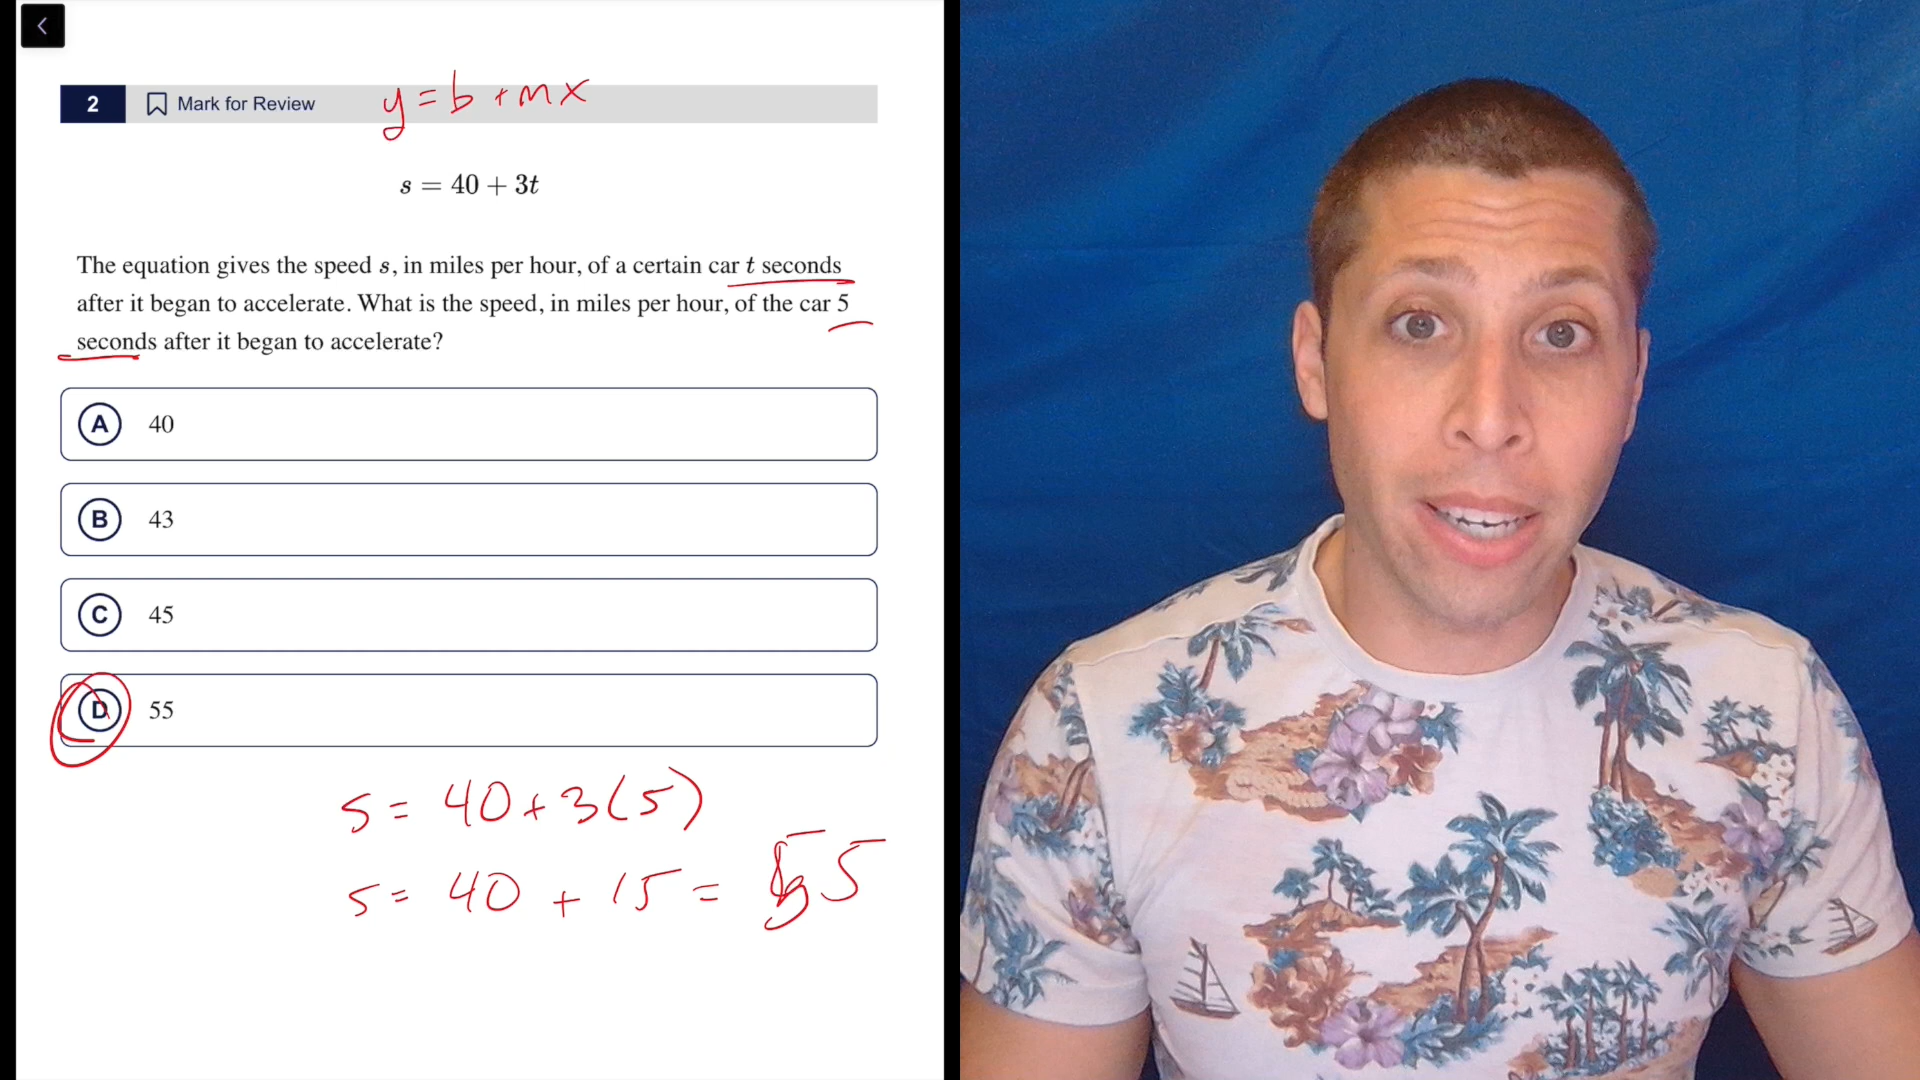 2 Mark for Review y = b + mx
s = 40 + 3t
The equation gives the speed s, in miles per hour, of a certain car t seconds
after it began to accelerate. What is the speed, in miles per hour, of the car 5
seconds after it began to accelerate?
A 40
B 43
C 45
D 55
s = 40 + 3(5)
s = 40 + 15 = 55